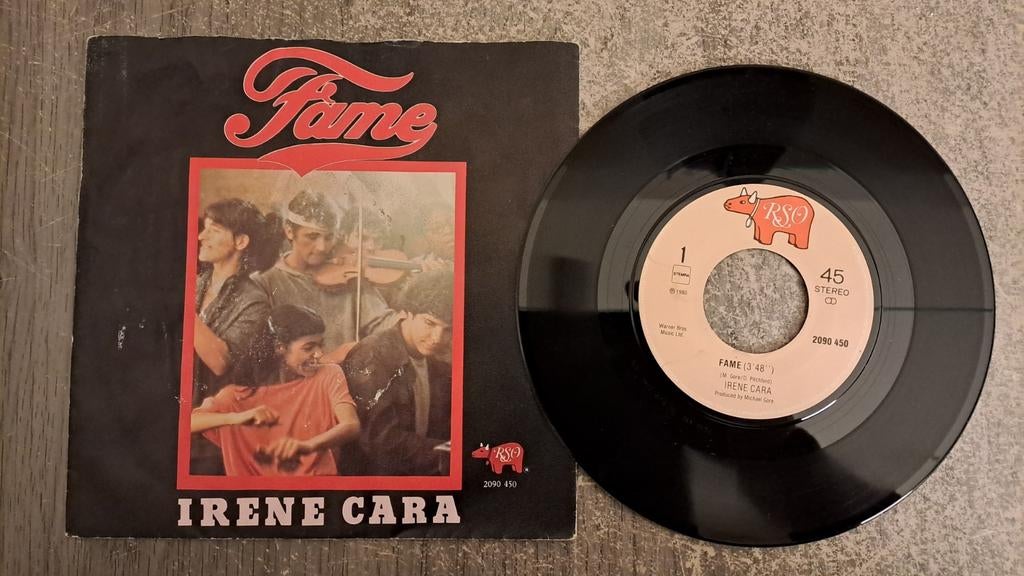 Fame
RSO
2090 450
IRENE CARA
RSO
1
STEMRA
℗ 1980
45
STEREO
Warner Bros.
Music Ltd.
2090 450
FAME (3'48'')
(M. Gore/D. Pitchford)
IRENE CARA
Produced by Michael Gore